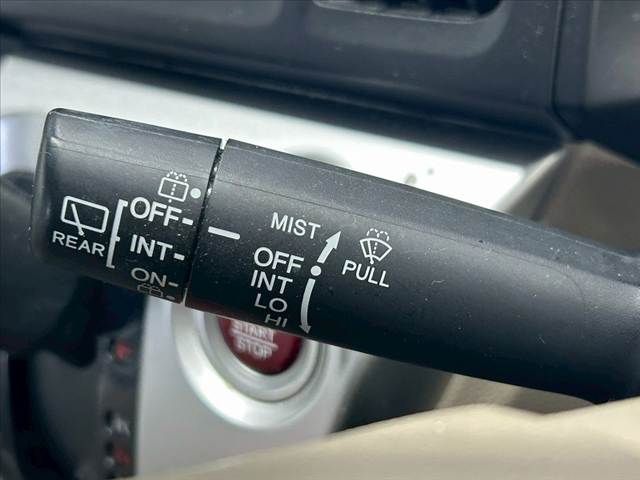 REAR
OFF-
INT-
ON-
MIST
OFF
INT
LO
HI
PULL
START
STOP